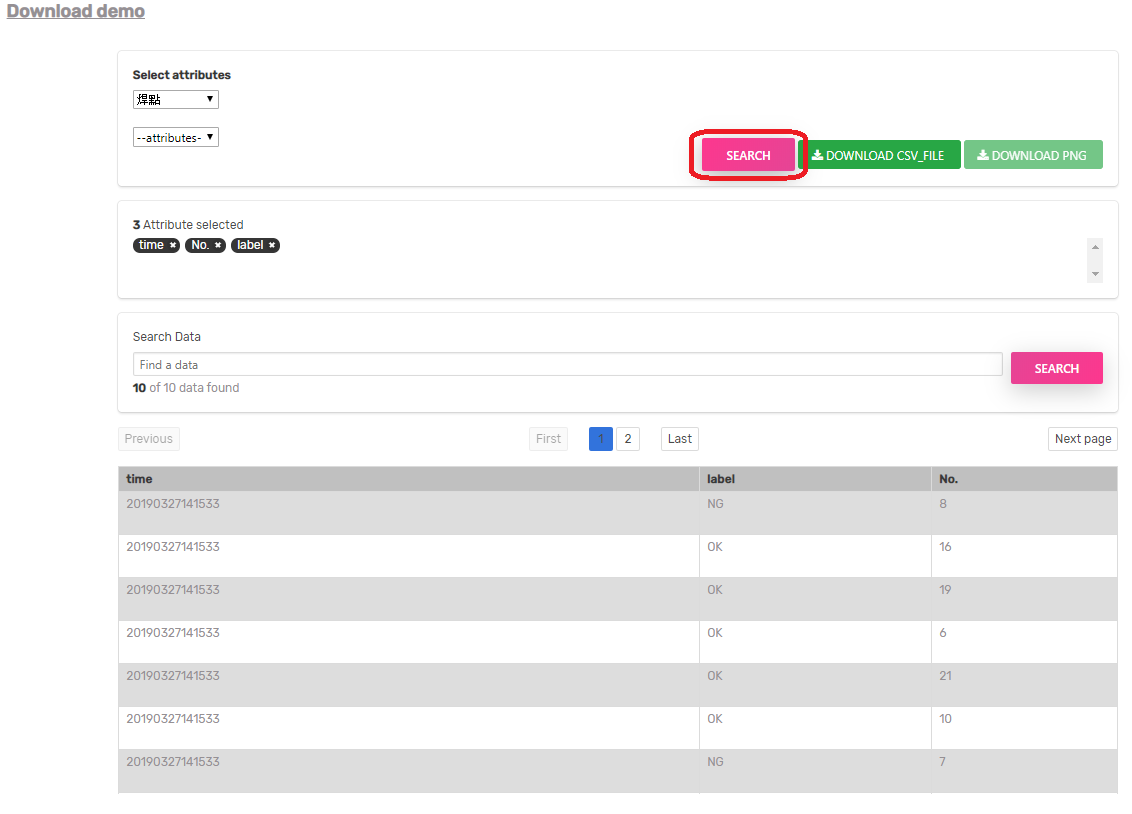 Download demo
Select attributes
焊點
--attributes-
SEARCH DOWNLOAD CSV_FILE DOWNLOAD PNG
3 Attribute selected
time × No. × label ×
Search Data
Find a data
SEARCH
10 of 10 data found
Previous First 1 2 Last Next page
time label No.
20190327141533 NG 8
20190327141533 OK 16
20190327141533 OK 19
20190327141533 OK 6
20190327141533 OK 21
20190327141533 OK 10
20190327141533 NG 7